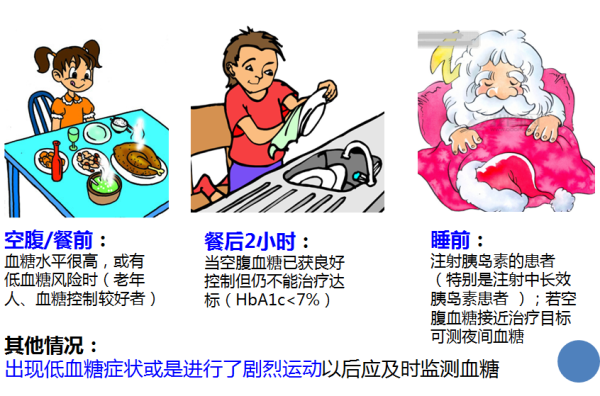 空腹/餐前：
血糖水平很高，或有
低血糖风险时（老年
人、血糖控制较好者）
餐后2小时：
当空腹血糖已获良好
控制但仍不能治疗达
标（HbA1c<7%）
睡前：
注射胰岛素的患者
（特别是注射中长效
胰岛素患者 ）；若空
腹血糖接近治疗目标
可测夜间血糖
其他情况：
出现低血糖症状或是进行了剧烈运动以后应及时监测血糖